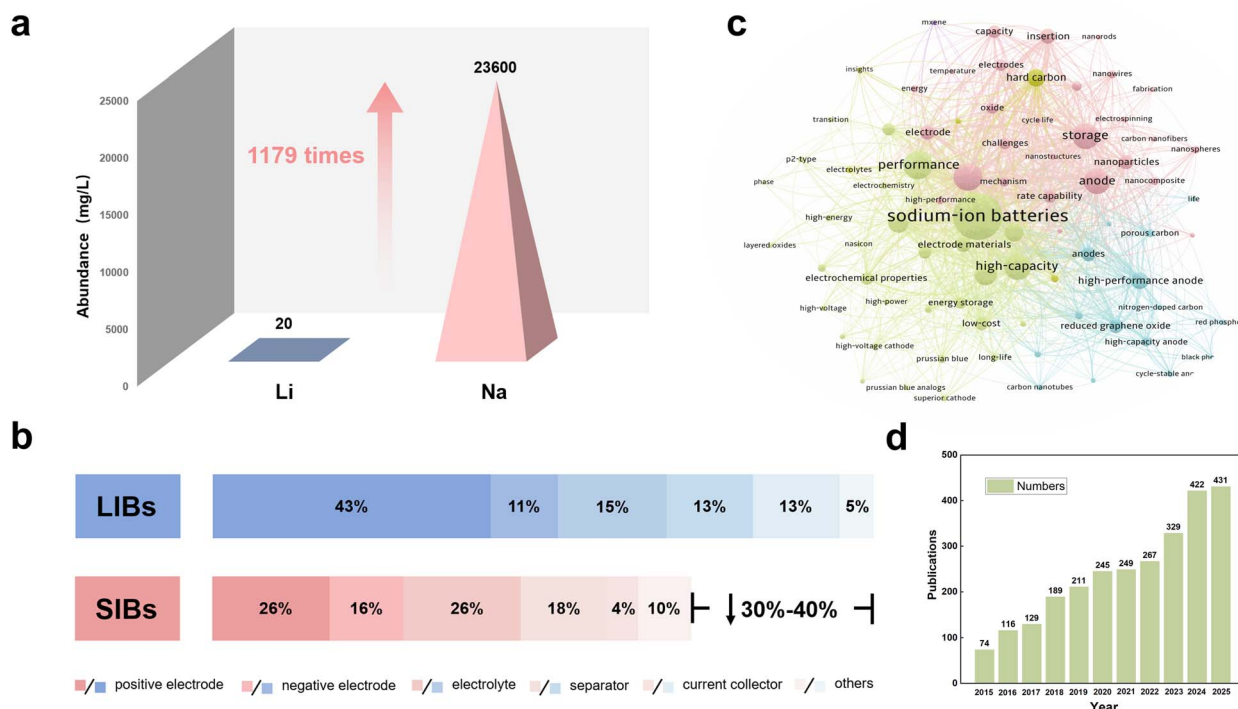 a
Abundance (mg/L)
25000
20000
15000
10000
5000
0
1179 times
23600
20
Li
Na
b
LIBs
43%
11%
15%
13%
13%
5%
SIBs
26%
16%
26%
18%
4%
10%
↓30%-40%
positive electrode
negative electrode
electrolyte
separator
current collector
others
c
mxene
capacity
insertion
nanorods
insights
temperature
electrodes
hard carbon
nanowires
energy
fabrication
transition
oxide
cycle life
electrospinning
electrode
storage
carbon nanofibers
challenges
nanospheres
p2-type
performance
nanostructures
nanoparticles
electrolytes
phase
electrochemistry
mechanism
anode
nanocomposite
high-performance
rate capability
life
high-energy
sodium-ion batteries
porous carbon
layered oxides
nasicon
electrode materials
anodes
electrochemical properties
high-capacity
high-performance anode
high-voltage
high-power
energy storage
nitrogen-doped carbon
low-cost
reduced graphene oxide
red phosph
high-voltage cathode
high-capacity anode
prussian blue
long-life
black ph
cycle-stable an
prussian blue analogs
carbon nanotubes
superior cathode
d
Publications
500
400
300
200
100
0
Numbers
74
116
129
189
211
245
249
267
329
422
431
2015
2016
2017
2018
2019
2020
2021
2022
2023
2024
2025
Year